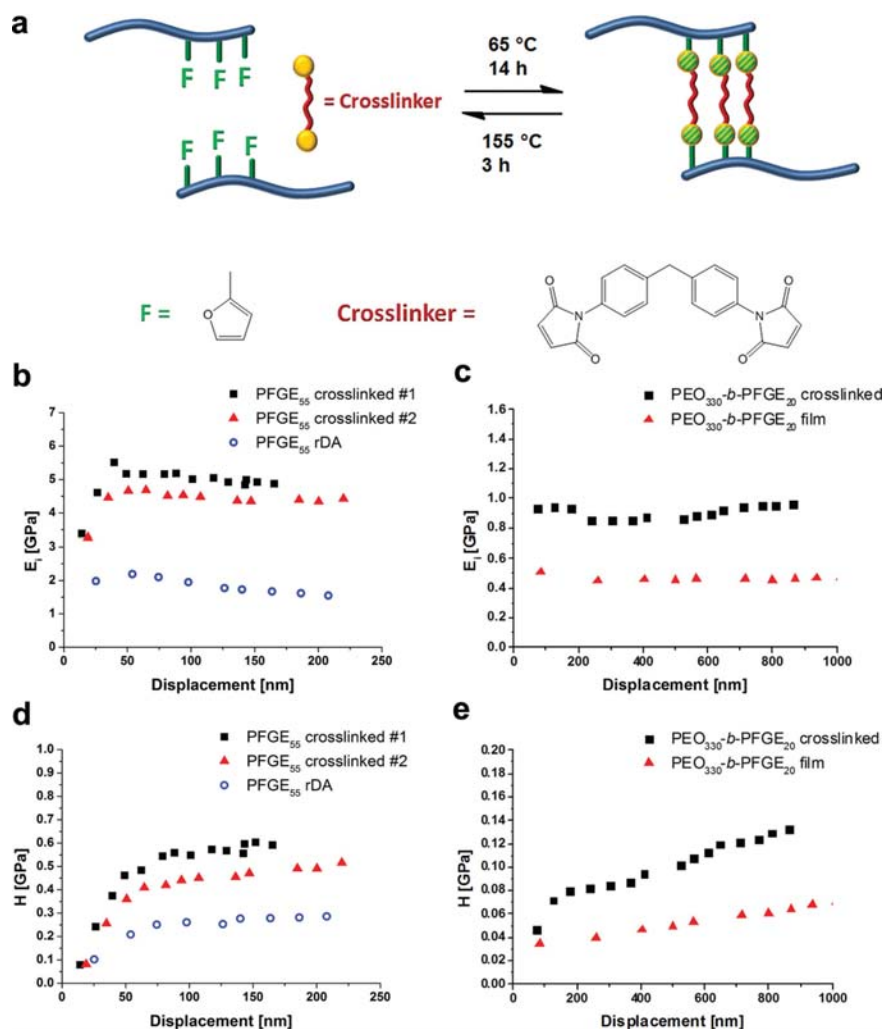 a
F F F
F F F
= Crosslinker
65 °C
14 h
155 °C
3 h
F =
O
Crosslinker =
O
N
O
O
N
O
b
PFGE55 crosslinked #1
PFGE55 crosslinked #2
PFGE55 rDA
7
6
5
4
3
2
1
0
Ei [GPa]
0 50 100 150 200 250
Displacement [nm]
c
PEO330-b-PFGE20 crosslinked
PEO330-b-PFGE20 film
1.6
1.4
1.2
1.0
0.8
0.6
0.4
0.2
0.0
Ei [GPa]
0 200 400 600 800 1000
Displacement [nm]
d
PFGE55 crosslinked #1
PFGE55 crosslinked #2
PFGE55 rDA
1.0
0.9
0.8
0.7
0.6
0.5
0.4
0.3
0.2
0.1
0.0
H [GPa]
0 50 100 150 200 250
Displacement [nm]
e
PEO330-b-PFGE20 crosslinked
PEO330-b-PFGE20 film
0.20
0.18
0.16
0.14
0.12
0.10
0.08
0.06
0.04
0.02
0.00
H [GPa]
0 200 400 600 800 1000
Displacement [nm]